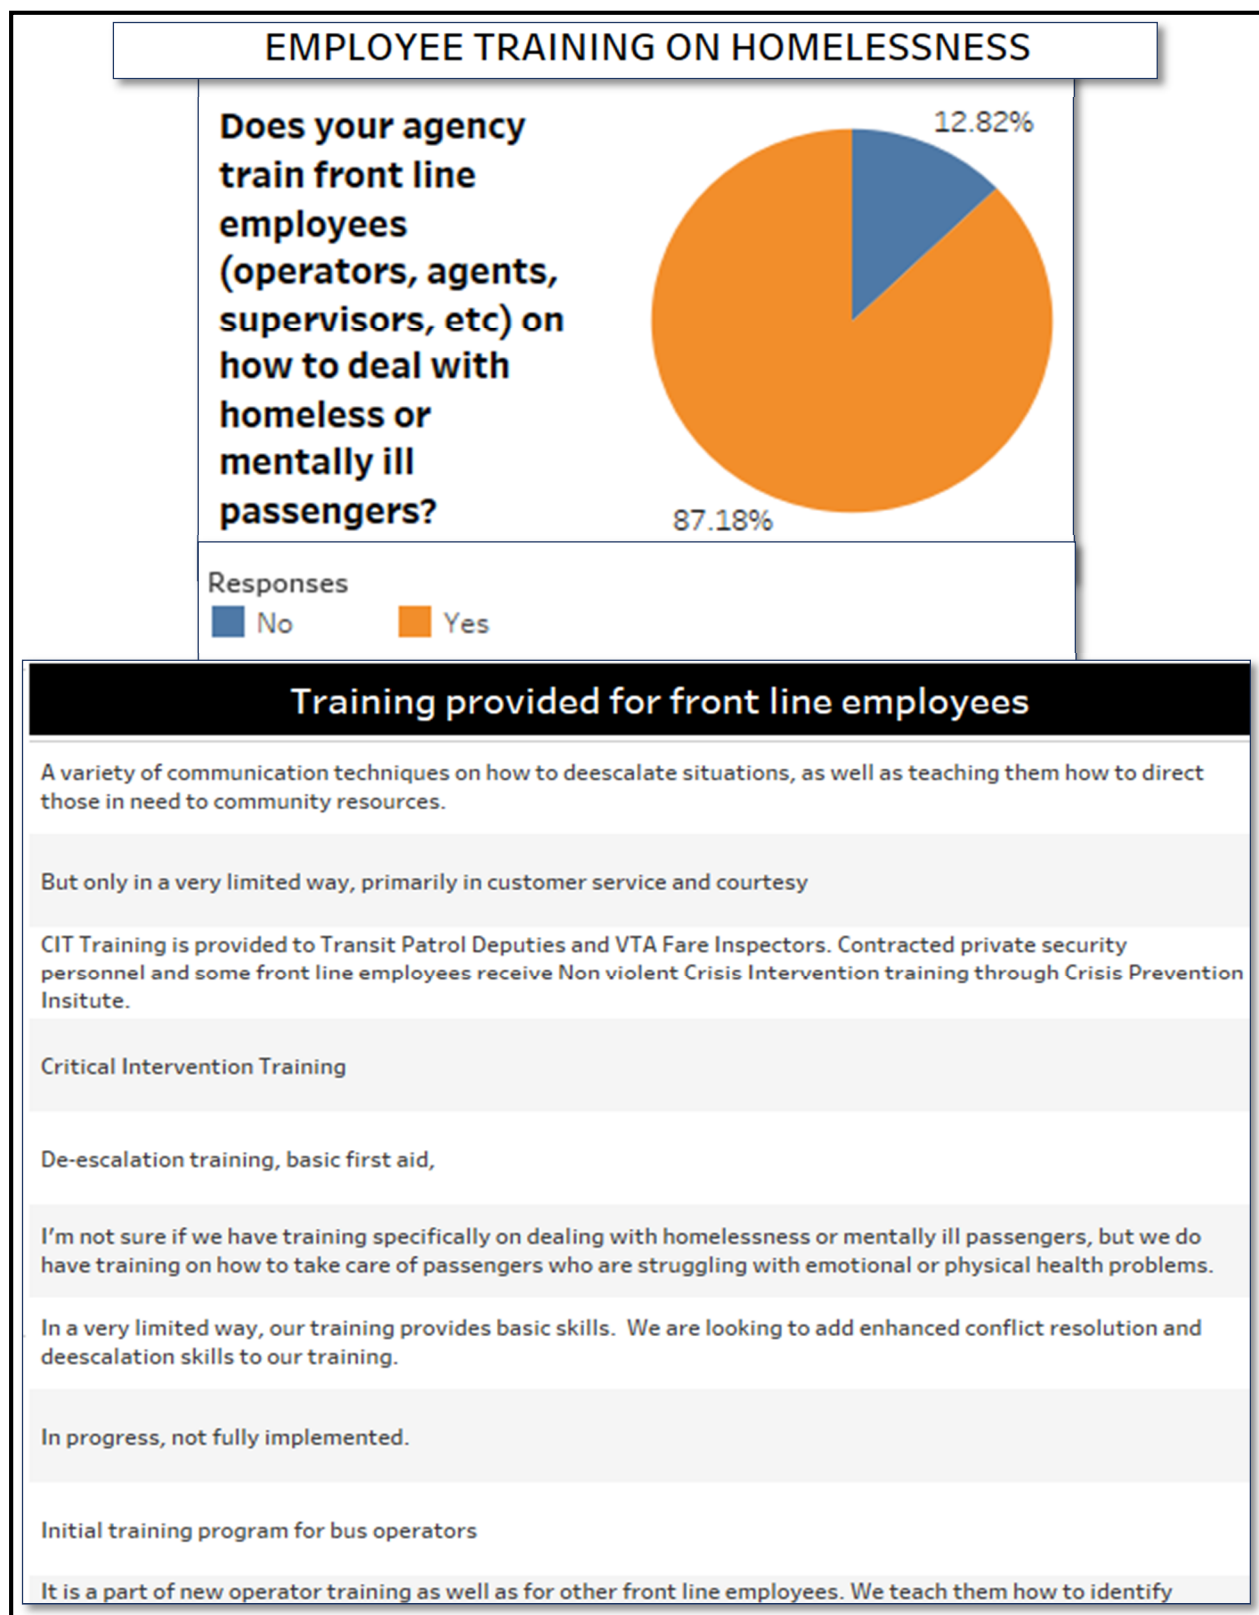 EMPLOYEE TRAINING ON HOMELESSNESS
Does your agency
train front line
employees
(operators, agents,
supervisors, etc) on
how to deal with
homeless or
mentally ill
passengers?
12.82%
87.18%
Responses
No Yes
Training provided for front line employees
A variety of communication techniques on how to deescalate situations, as well as teaching them how to direct
those in need to community resources.
But only in a very limited way, primarily in customer service and courtesy
CIT Training is provided to Transit Patrol Deputies and VTA Fare Inspectors. Contracted private security
personnel and some front line employees receive Non violent Crisis Intervention training through Crisis Prevention
Insitute.
Critical Intervention Training
De-escalation training, basic first aid,
I'm not sure if we have training specifically on dealing with homelessness or mentally ill passengers, but we do
have training on how to take care of passengers who are struggling with emotional or physical health problems.
In a very limited way, our training provides basic skills.  We are looking to add enhanced conflict resolution and
deescalation skills to our training.
In progress, not fully implemented.
Initial training program for bus operators
It is a part of new operator training as well as for other front line employees. We teach them how to identify